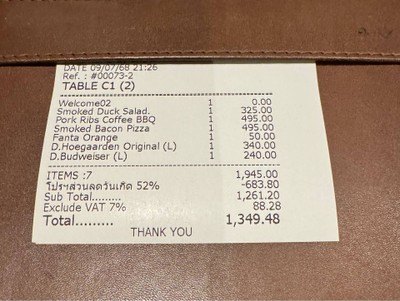 DATE 09/07/68 21:26
Ref. : #00073-2
TABLE C1 (2)
Welcome02 1 0.00
Smoked Duck Salad. 1 325.00
Pork Ribs Coffee BBQ 1 495.00
Smoked Bacon Pizza 1 495.00
Fanta Orange 1 50.00
D.Hoegaarden Original (L) 1 340.00
D.Budweiser (L) 1 240.00
ITEMS :7 1,945.00
โปรฯส่วนลดวันเกิด 52% -683.80
Sub Total......... 1,261.20
Exclude VAT 7% 88.28
Total......... 1,349.48
THANK YOU